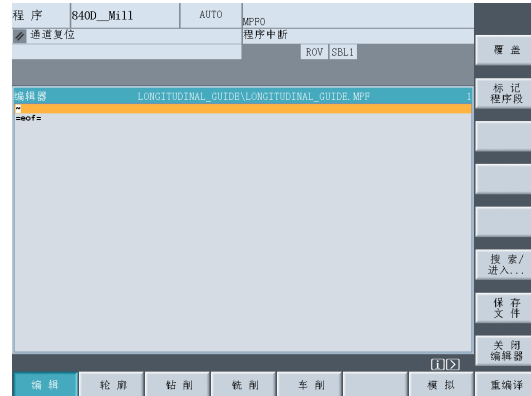 程序 840D__Mill AUTO MPF0
通道复位 程序中断
ROV SBL1
覆盖
编辑器 LONGITUDINAL_GUIDE\LONGITUDINAL_GUIDE.MPF 1
标记
程序段
~
=eof=
搜索/
进入...
保存
文件
关闭
编辑器
i >
编辑 轮廓 钻削 铣削 车削 模拟 重编译